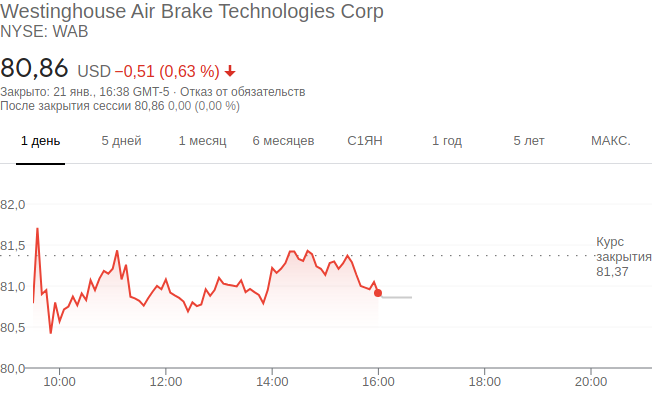 Westinghouse Air Brake Technologies Corp
NYSE: WAB
80,86 USD −0,51 (0,63 %)
Закрыто: 21 янв., 16:38 GMT-5 · Отказ от обязательств
После закрытия сессии 80,86 0,00 (0,00 %)
1 день 5 дней 1 месяц 6 месяцев С1ЯН 1 год 5 лет МАКС.
82,0
81,5
Курс
закрытия
81,37
81,0
80,5
80,0
10:00 12:00 14:00 16:00 18:00 20:00